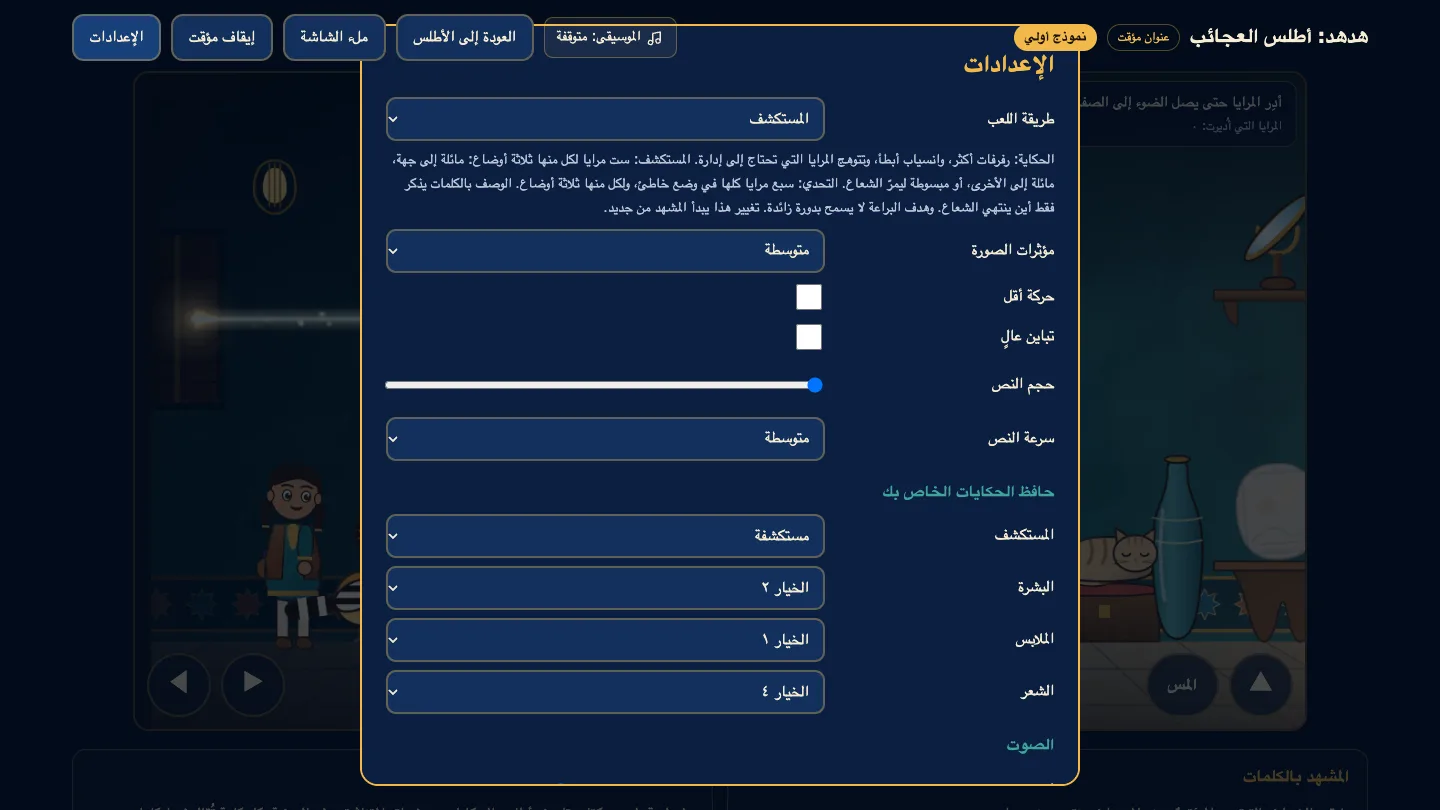 هدهد: أطلس العجائب
عنوان مؤقت
نموذج أولي
الموسيقى: متوقفة
العودة إلى الأطلس
ملء الشاشة
إيقاف مؤقت
الإعدادات
الإعدادات
أدِر المرايا حتى يصل الضوء إلى
المرايا التي أُديرت: ٠
طريقة اللعب
المستكشف
الحكاية: رفرفات أكثر، وانسياب أبطأ، وتتوهج المرايا التي تحتاج إلى إدارة. المستكشف: ست مرايا لكل منها ثلاثة أوضاع: مائلة إلى جهة،
مائلة إلى الأخرى، أو مبسوطة ليمرّ الشعاع. التحدي: سبع مرايا كلها في وضع خاطئ، ولكل منها ثلاثة أوضاع. الوصف بالكلمات يذكر
فقط أين ينتهي الشعاع. وهدف البراعة لا يسمح بدورة زائدة. تغيير هذا يبدأ المشهد من جديد.
مؤثرات الصورة
متوسطة
حركة أقل
تباين عالٍ
حجم النص
سرعة النص
متوسطة
حافظ الحكايات الخاص بك
المستكشف
مستكشفة
البشرة
الخيار ٢
الملابس
الخيار ١
الشعر
الخيار ٤
الصوت
المس
المشهد بالكلمات